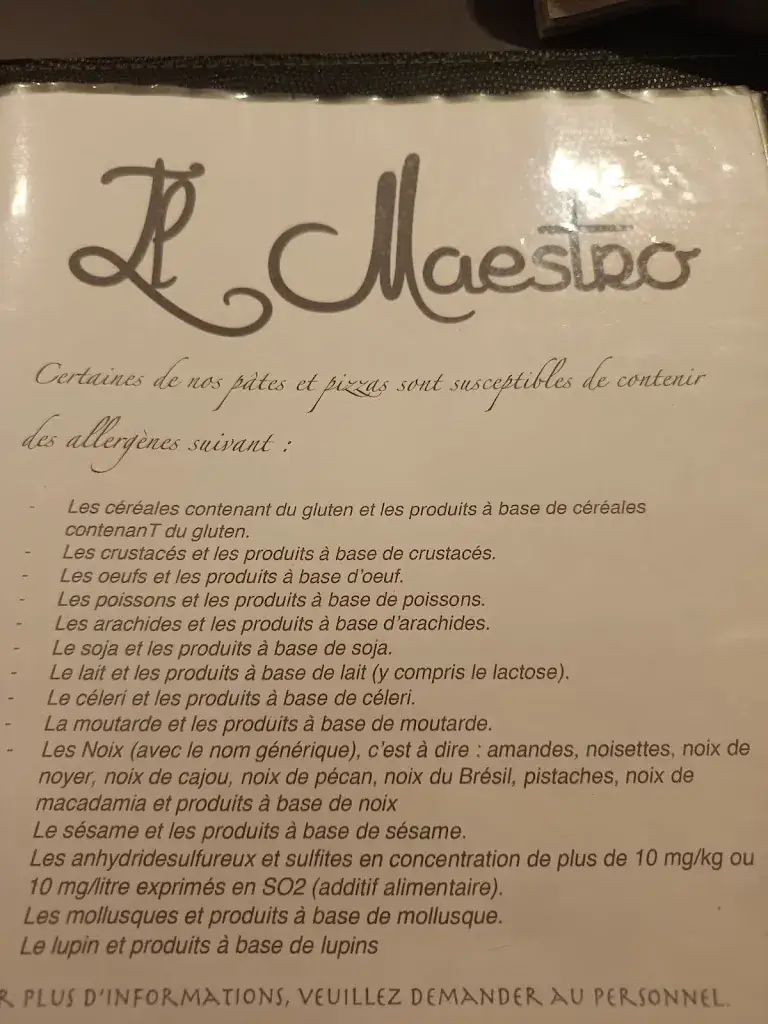 Il Maestro
Certaines de nos pâtes et pizzas sont susceptibles de contenir
des allergènes suivant :
- Les céréales contenant du gluten et les produits à base de céréales
contenanT du gluten.
- Les crustacés et les produits à base de crustacés.
- Les oeufs et les produits à base d'oeuf.
- Les poissons et les produits à base de poissons.
- Les arachides et les produits à base d'arachides.
- Le soja et les produits à base de soja.
- Le lait et les produits à base de lait (y compris le lactose).
- Le céleri et les produits à base de céleri.
- La moutarde et les produits à base de moutarde.
- Les Noix (avec le nom générique), c'est à dire : amandes, noisettes, noix de
noyer, noix de cajou, noix de pécan, noix du Brésil, pistaches, noix de
macadamia et produits à base de noix
Le sésame et les produits à base de sésame.
Les anhydridesulfureux et sulfites en concentration de plus de 10 mg/kg ou
10 mg/litre exprimés en SO2 (additif alimentaire).
Les mollusques et produits à base de mollusque.
Le lupin et produits à base de lupins
R PLUS D'INFORMATIONS, VEUILLEZ DEMANDER AU PERSONNEL.